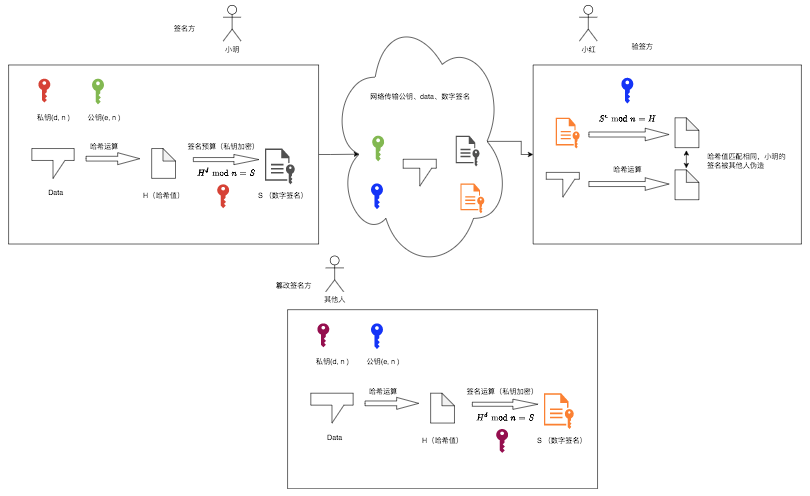 签名方
小明
小红
验签方
私钥(d, n )
公钥(e, n )
哈希运算
签名预算（私钥加密）
H^d mod n = S
Data
H（哈希值）
S （数字签名）
网络传输公钥、data、数字签名
S^e mod n = H
哈希运算
哈希值匹配相同，小明的
签名被其他人伪造
篡改签名方
其他人
私钥(d, n )
公钥(e, n )
哈希运算
签名运算（私钥加密）
H^d mod n = S
Data
H（哈希值）
S （数字签名）